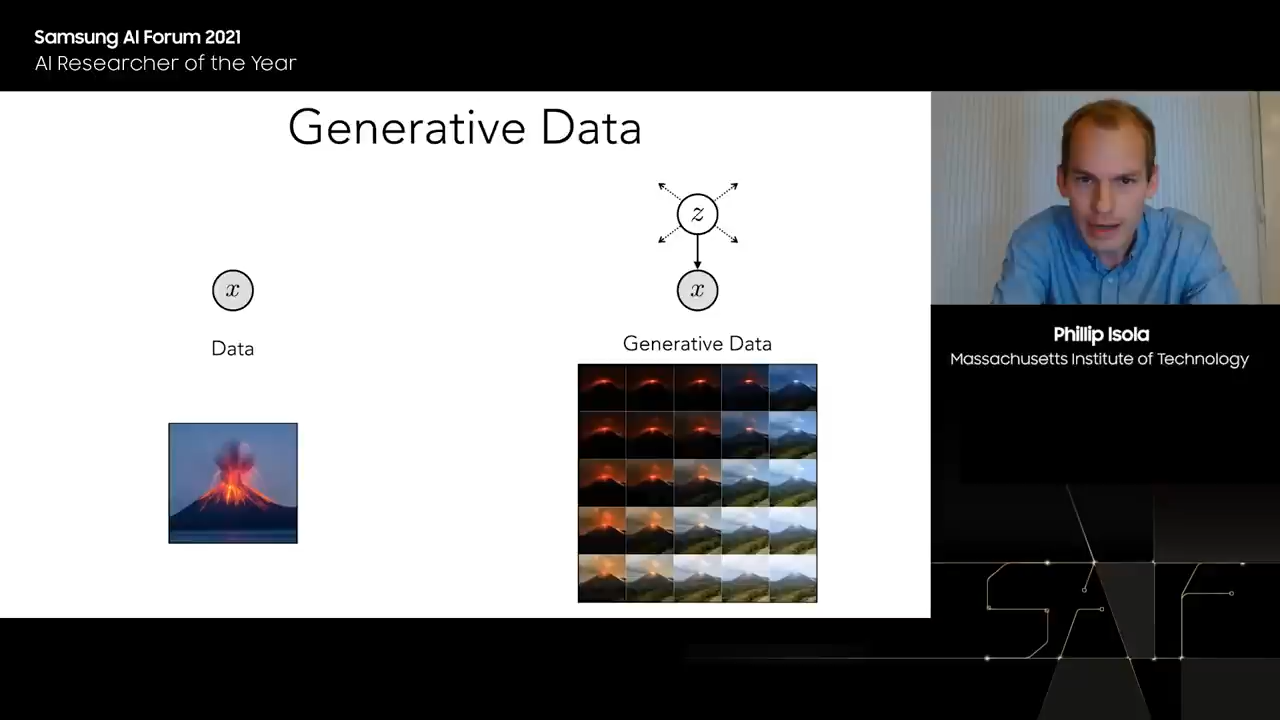 Samsung AI Forum 2021
AI Researcher of the Year
Generative Data
z
x
x
Data
Generative Data
Phillip Isola
Massachusetts Institute of Technology
SAIF